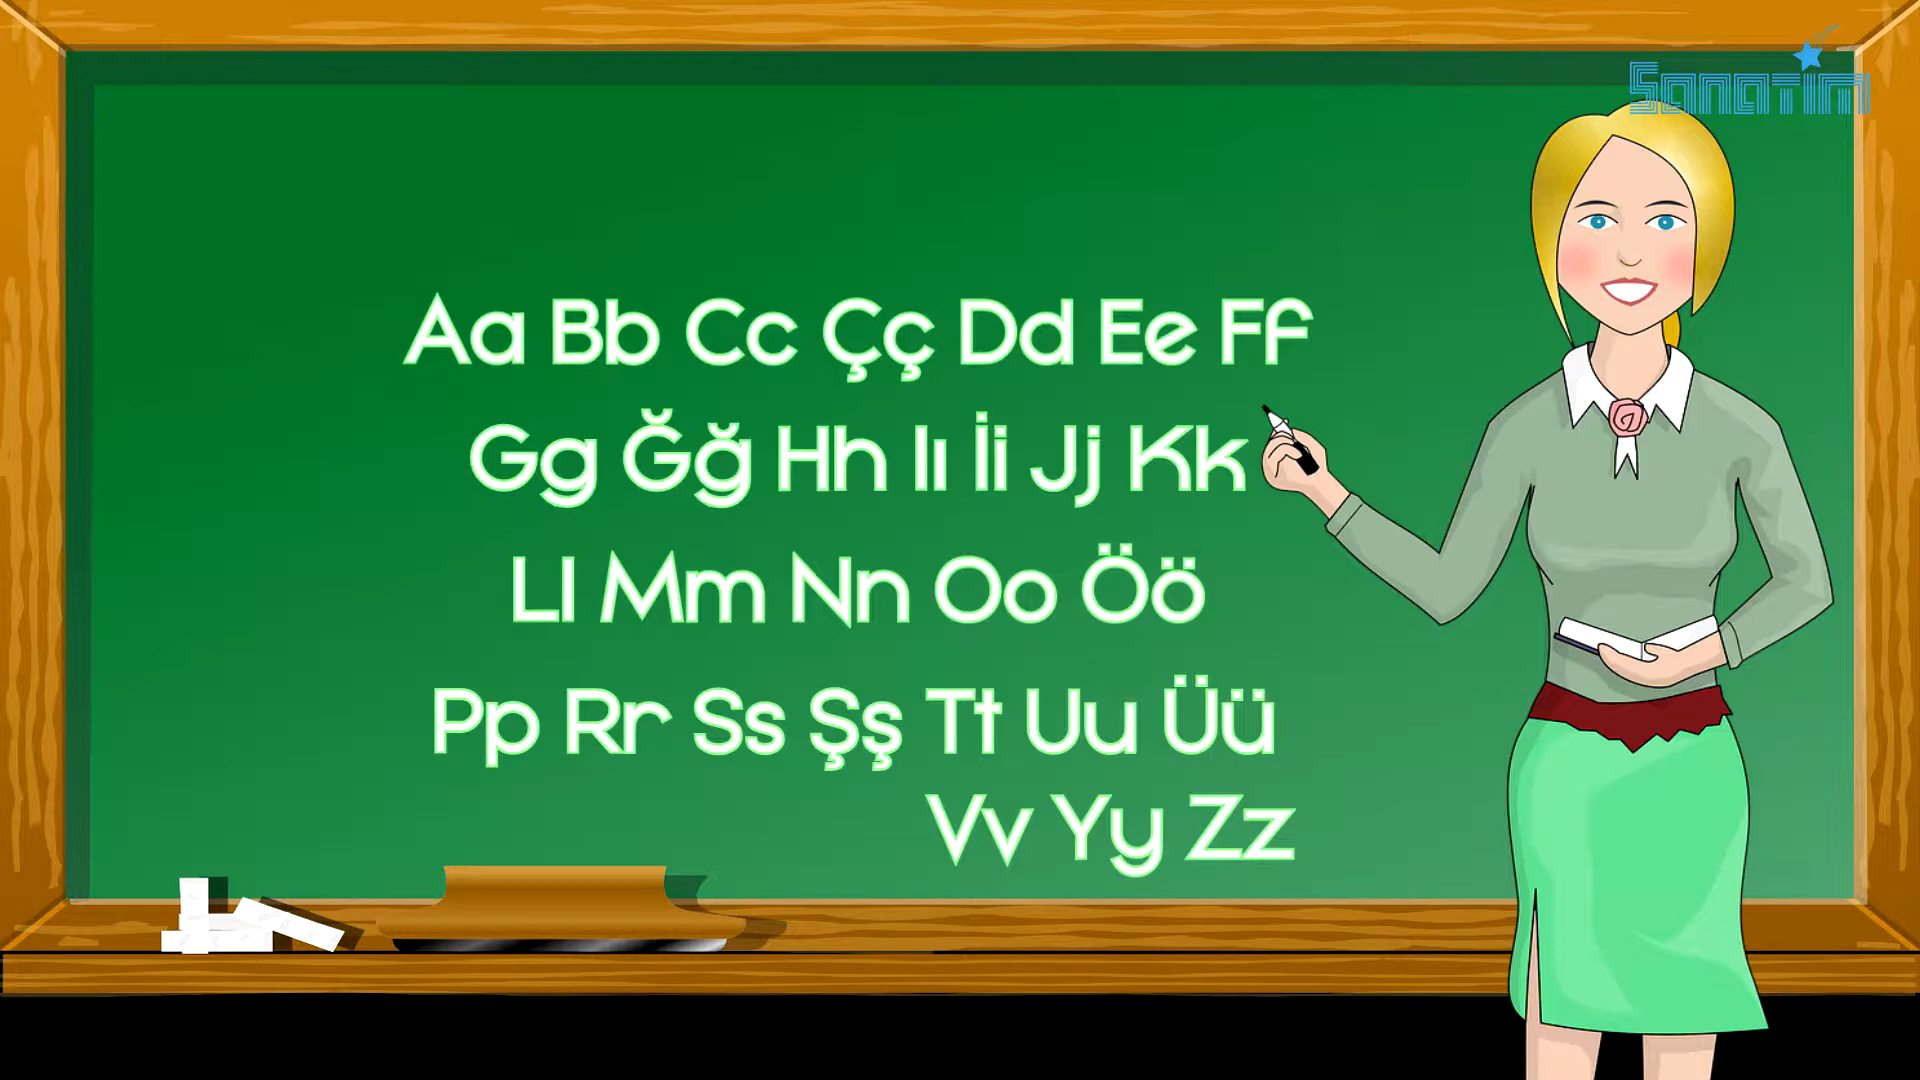 SanaTIM
Aa Bb Cc Çç Dd Ee Ff
Gg Ğğ Hh Iı İi Jj Kk
Ll Mm Nn Oo Öö
Pp Rr Ss Şş Tt Uu Üü
Vv Yy Zz